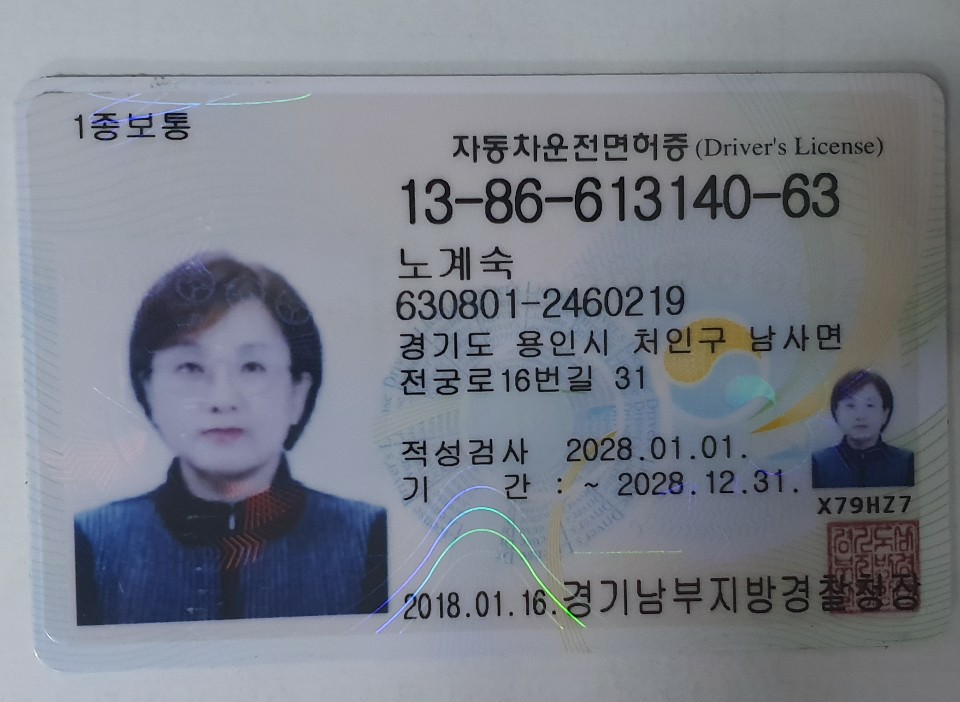 1종보통
자동차운전면허증 (Driver's License)
13-86-613140-63
노계숙
630801-2460219
경기도 용인시 처인구 남사면
전궁로16번길 31
적성검사 2028.01.01.
기 간 : ~ 2028.12.31.
X79HZ7
2018.01.16. 경기남부지방경찰청장